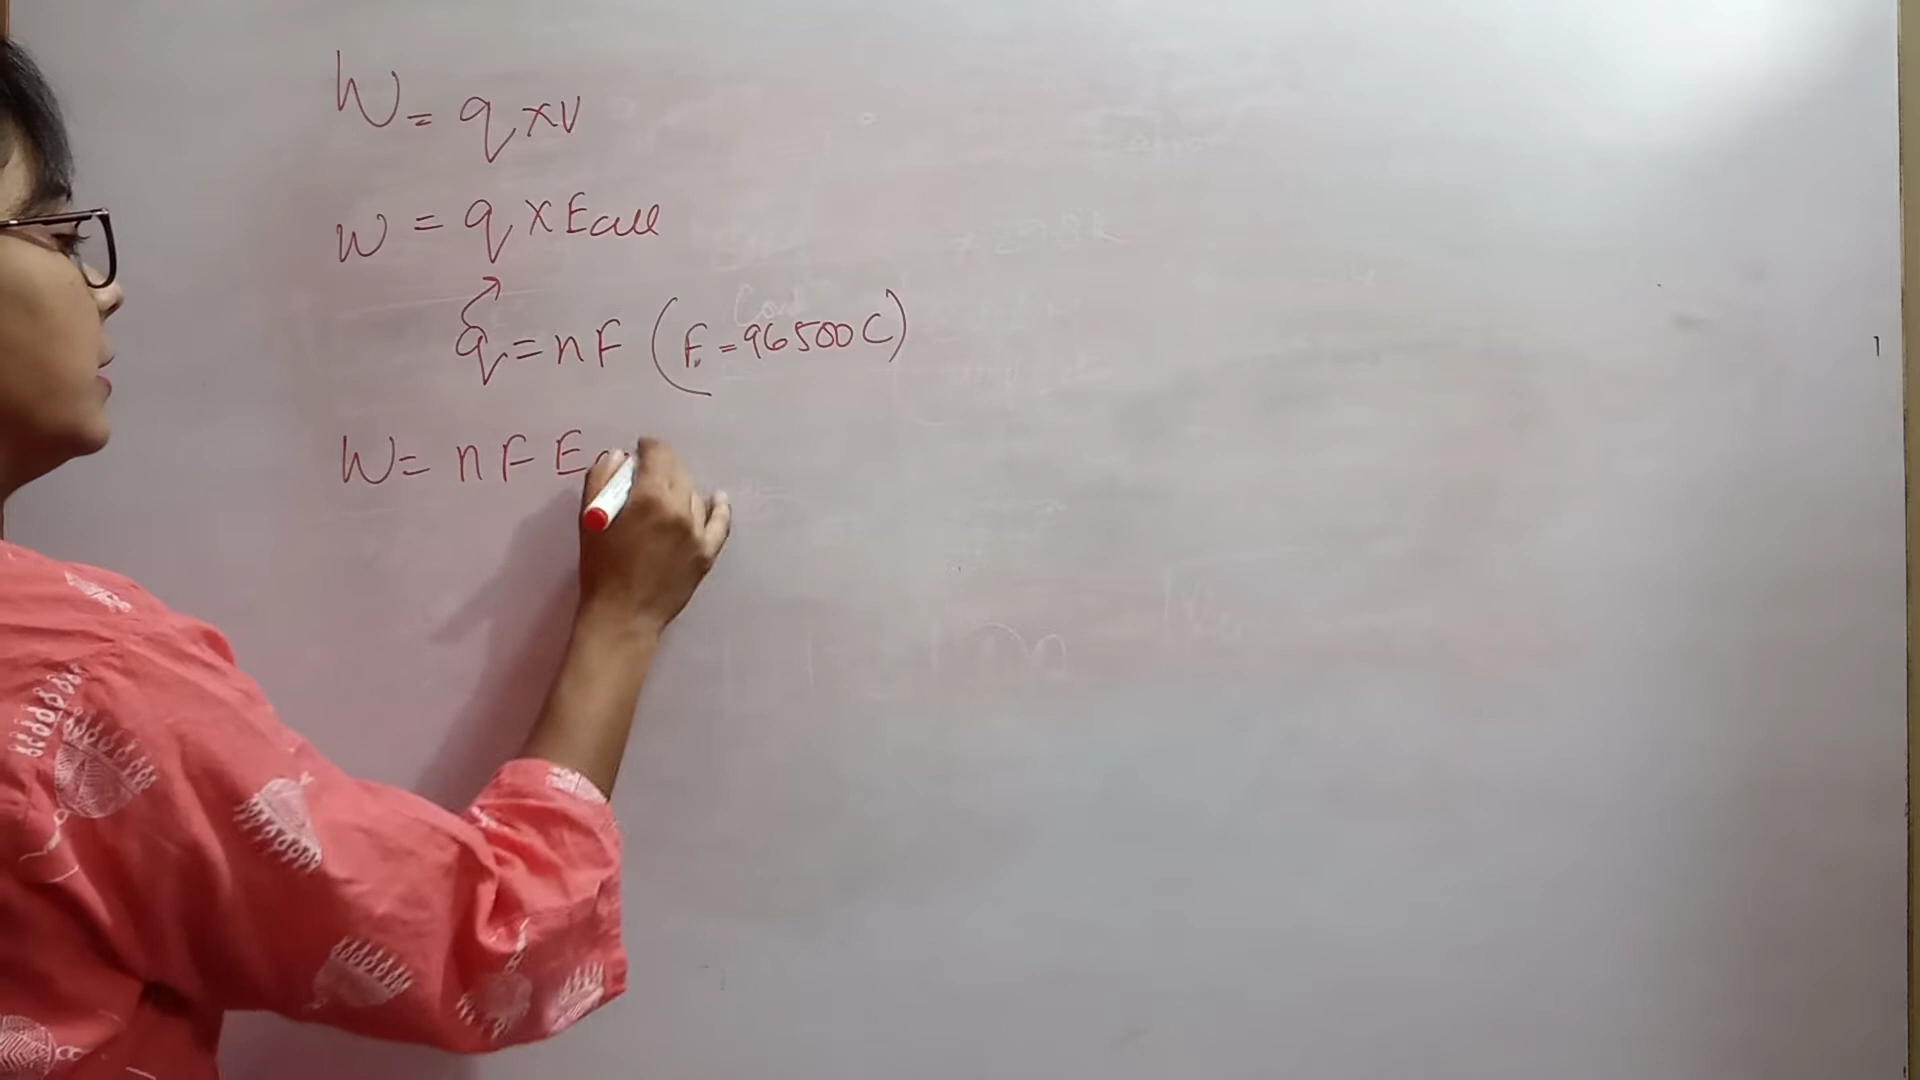 W = q x V
W = q x Ecell
q = nF (F = 96500 C)
W = n F E